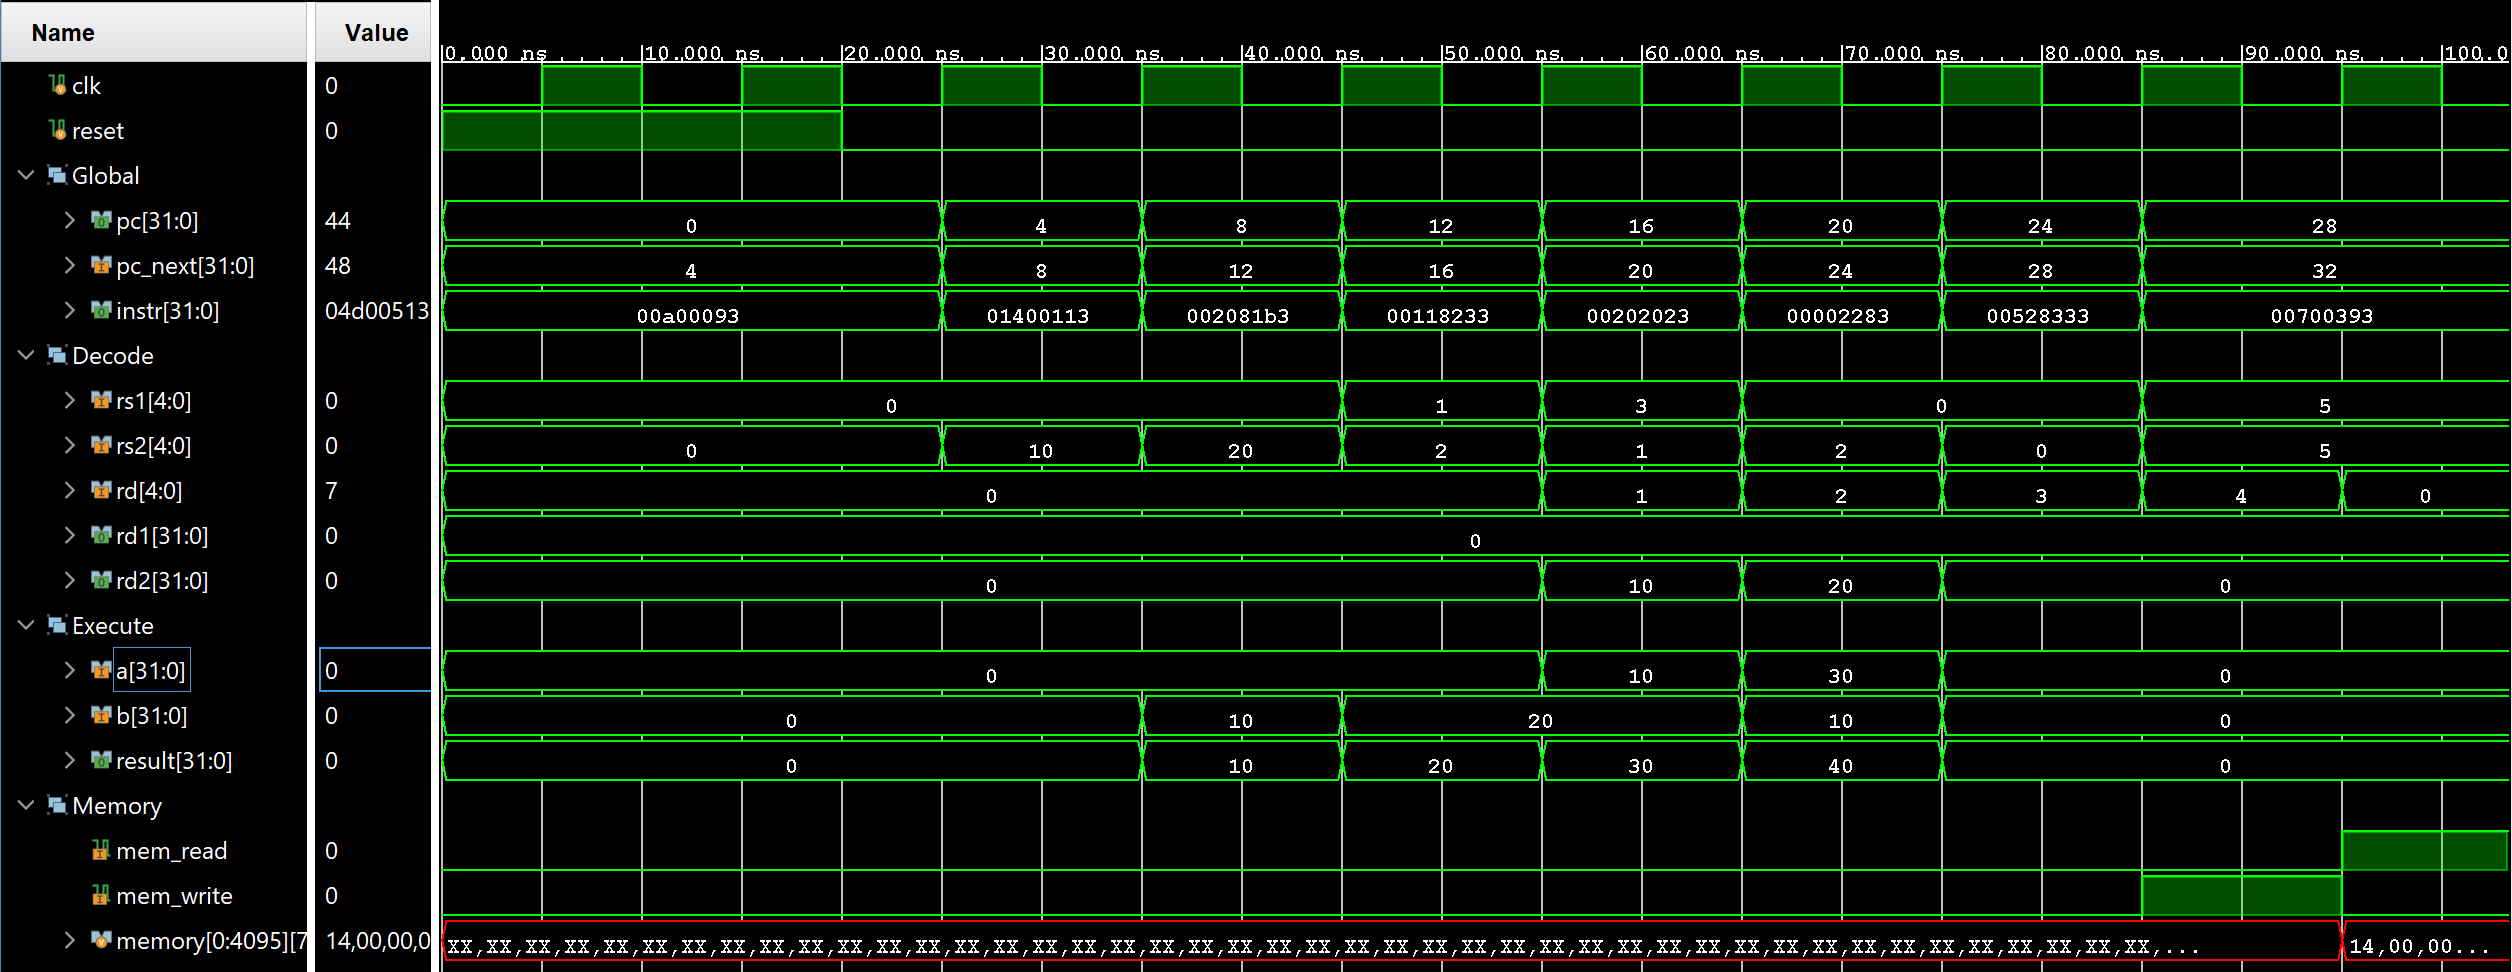 Name Value
0.000 ns 10.000 ns 20.000 ns 30.000 ns 40.000 ns 50.000 ns 60.000 ns 70.000 ns 80.000 ns 90.000 ns 100.0
clk 0
reset 0
Global
pc[31:0] 44 0 4 8 12 16 20 24 28
pc_next[31:0] 48 4 8 12 16 20 24 28 32
instr[31:0] 04d00513 00a00093 01400113 002081b3 00118233 00202023 00002283 00528333 00700393
Decode
rs1[4:0] 0 0 1 3 0 5
rs2[4:0] 0 0 10 20 2 1 2 0 5
rd[4:0] 7 0 1 2 3 4 0
rd1[31:0] 0 0
rd2[31:0] 0 0 10 20 0
Execute
a[31:0] 0 0 10 30 0
b[31:0] 0 0 10 20 10 0
result[31:0] 0 0 10 20 30 40 0
Memory
mem_read 0
mem_write 0
memory[0:4095][7 14,00,00,0 XX,XX,XX,XX,XX,XX,XX,XX,XX,XX,XX,XX,XX,XX,XX,XX,XX,XX,XX,XX,XX,XX,XX,XX,XX,XX,XX,XX,XX,XX,XX,XX,XX,XX,XX,XX,XX,XX,XX,XX,XX,XX,XX,XX,... 14,00,00...